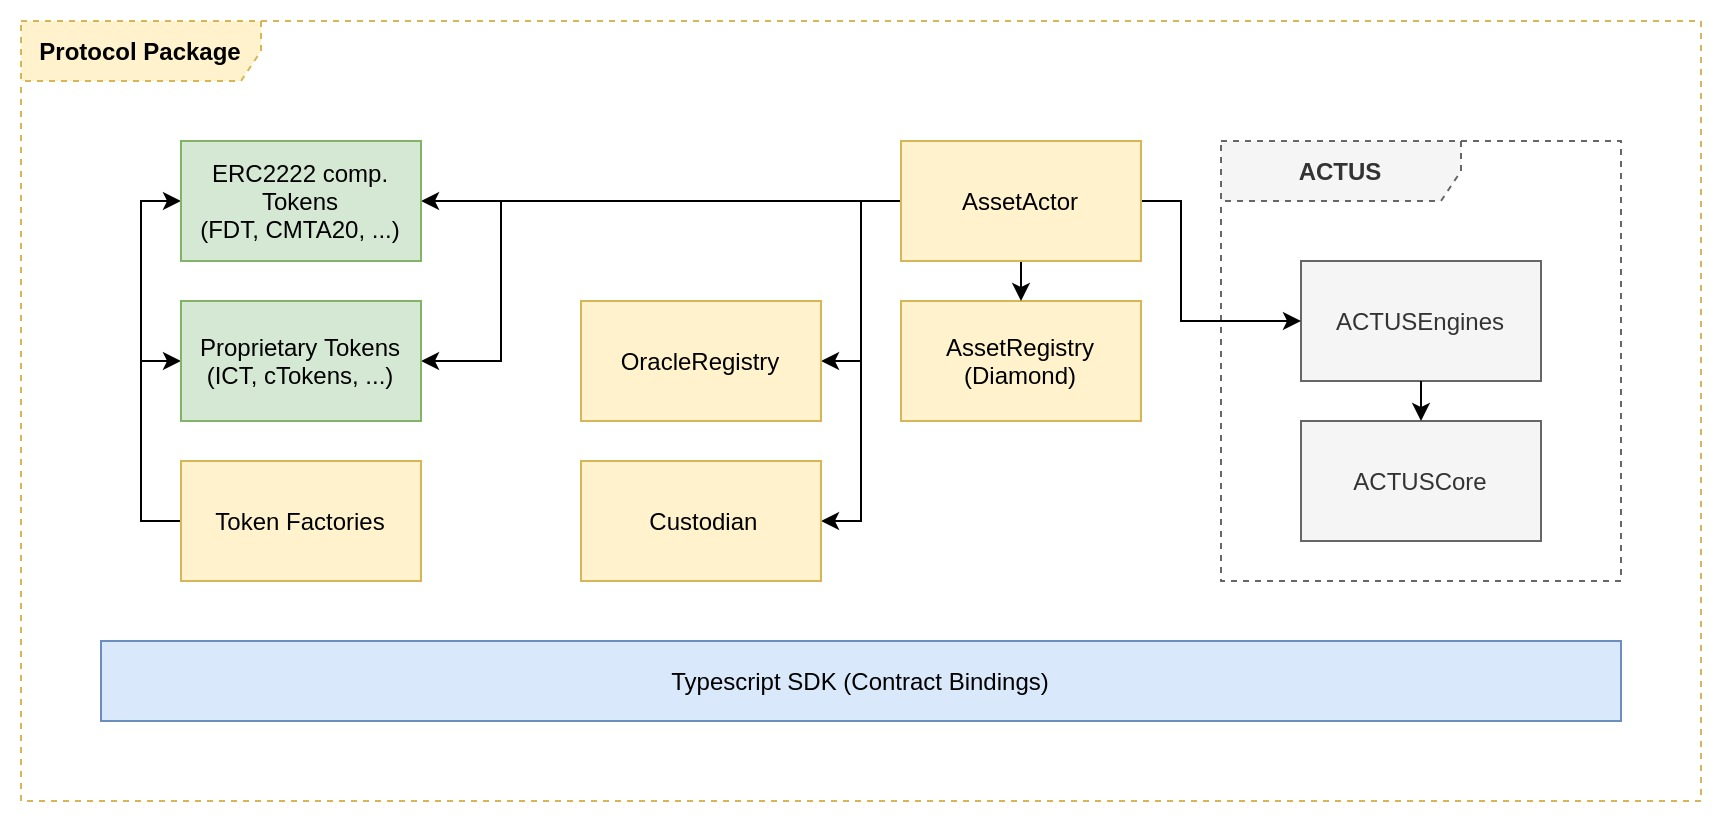 Protocol Package
ERC2222 comp.
Tokens
(FDT, CMTA20, ...)
AssetActor
ACTUS
Proprietary Tokens
(ICT, cTokens, ...)
OracleRegistry
AssetRegistry
(Diamond)
ACTUSEngines
Token Factories
Custodian
ACTUSCore
Typescript SDK (Contract Bindings)